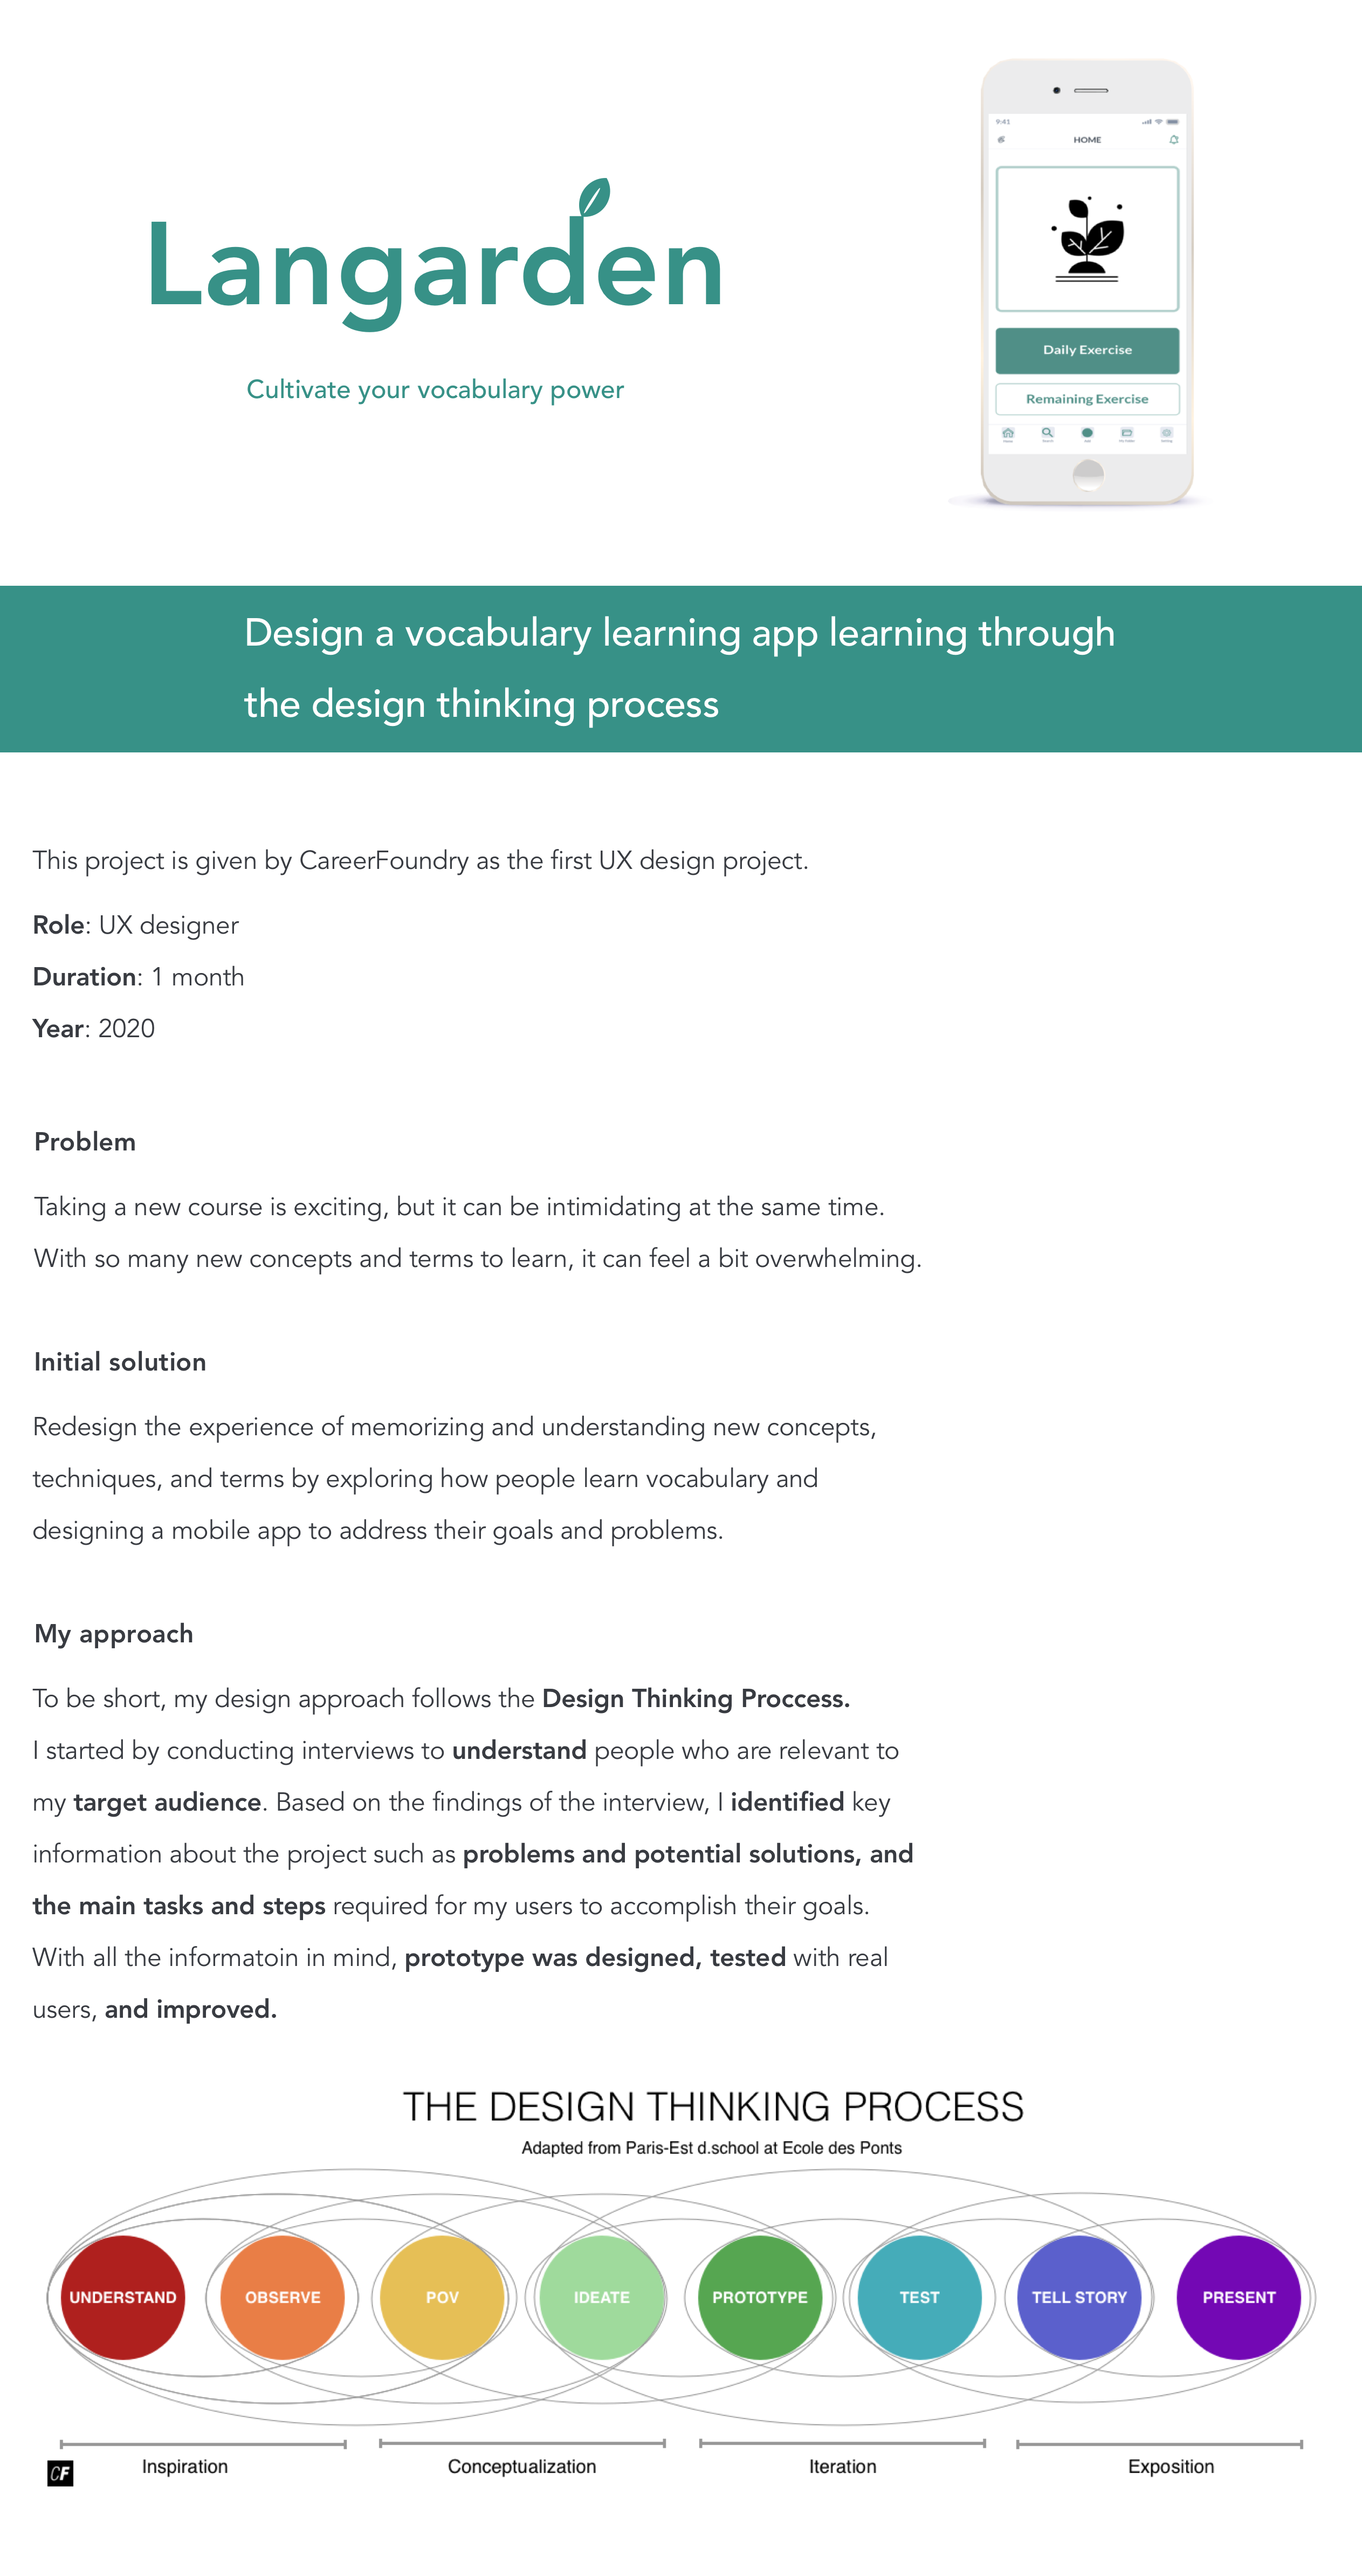 Langarden
Cultivate your vocabulary power
9:41
HOME
Daily Exercise
Remaining Exercise
Design a vocabulary learning app learning through
the design thinking process
This project is given by CareerFoundry as the first UX design project.
Role: UX designer
Duration: 1 month
Year: 2020
Problem
Taking a new course is exciting, but it can be intimidating at the same time.
With so many new concepts and terms to learn, it can feel a bit overwhelming.
Initial solution
Redesign the experience of memorizing and understanding new concepts,
techniques, and terms by exploring how people learn vocabulary and
designing a mobile app to address their goals and problems.
My approach
To be short, my design approach follows the Design Thinking Proccess.
I started by conducting interviews to understand people who are relevant to
my target audience. Based on the findings of the interview, I identified key
information about the project such as problems and potential solutions, and
the main tasks and steps required for my users to accomplish their goals.
With all the informatoin in mind, prototype was designed, tested with real
users, and improved.
THE DESIGN THINKING PROCESS
Adapted from Paris-Est d.school at Ecole des Ponts
UNDERSTAND OBSERVE POV IDEATE PROTOTYPE TEST TELL STORY PRESENT
Inspiration Conceptualization Iteration Exposition
CF